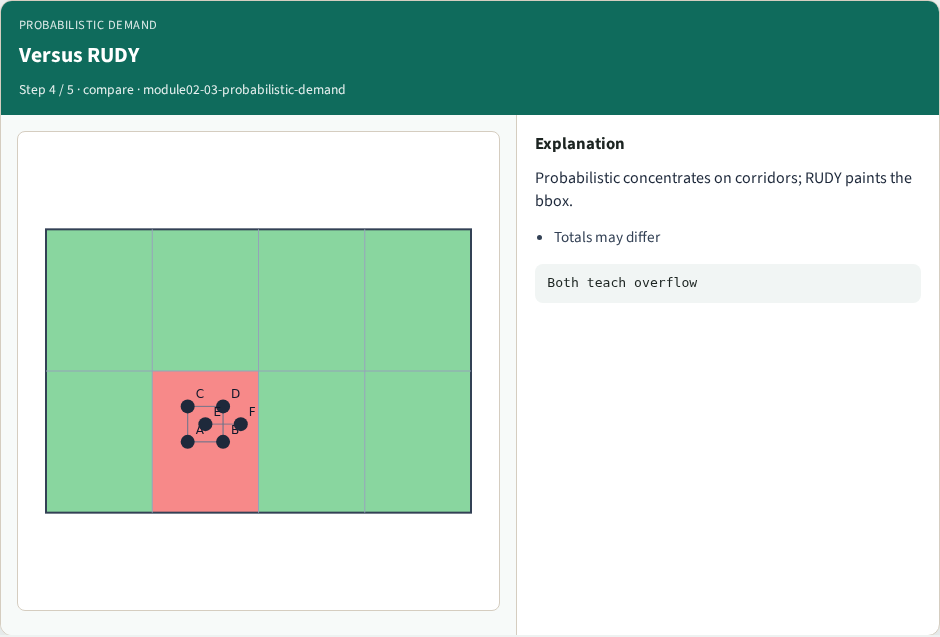 PROBABILISTIC DEMAND
Versus RUDY
Step 4 / 5 · compare · module02-03-probabilistic-demand
C D
E F
A B
Explanation
Probabilistic concentrates on corridors; RUDY paints the
bbox.
• Totals may differ
Both teach overflow